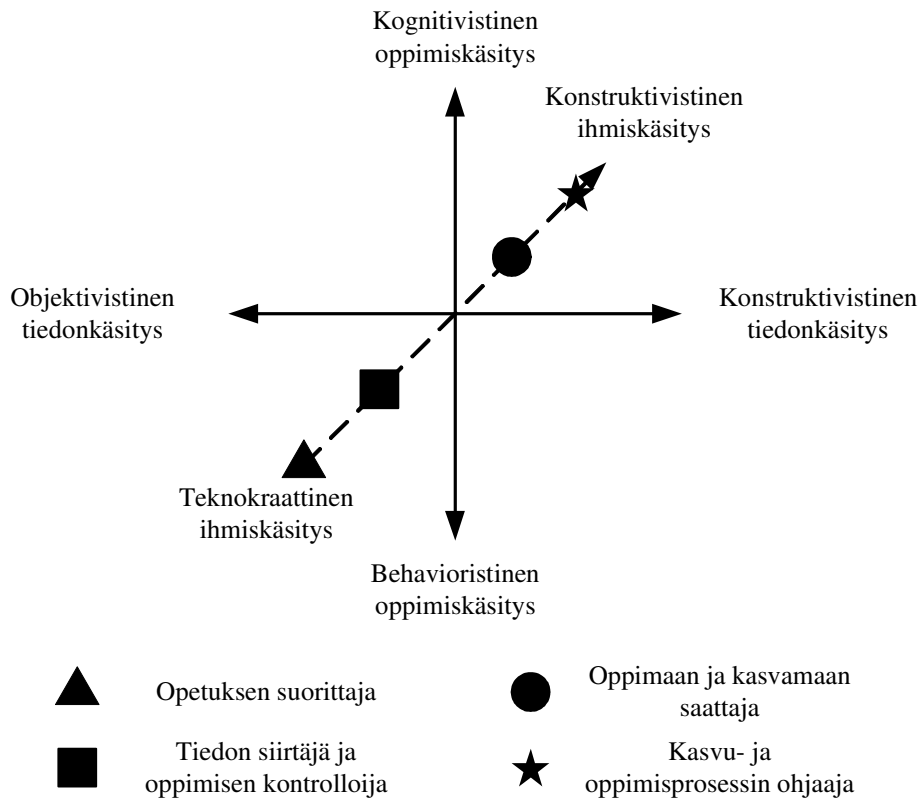 Kognitivistinen
oppimiskäsitys
Konstruktivistinen
ihmiskäsitys
Objektivistinen
tiedonkäsitys
Konstruktivistinen
tiedonkäsitys
Teknokraattinen
ihmiskäsitys
Behavioristinen
oppimiskäsitys
Opetuksen suorittaja
Oppimaan ja kasvamaan
saattaja
Tiedon siirtäjä ja
oppimisen kontrolloija
Kasvu- ja
oppimisprosessin ohjaaja